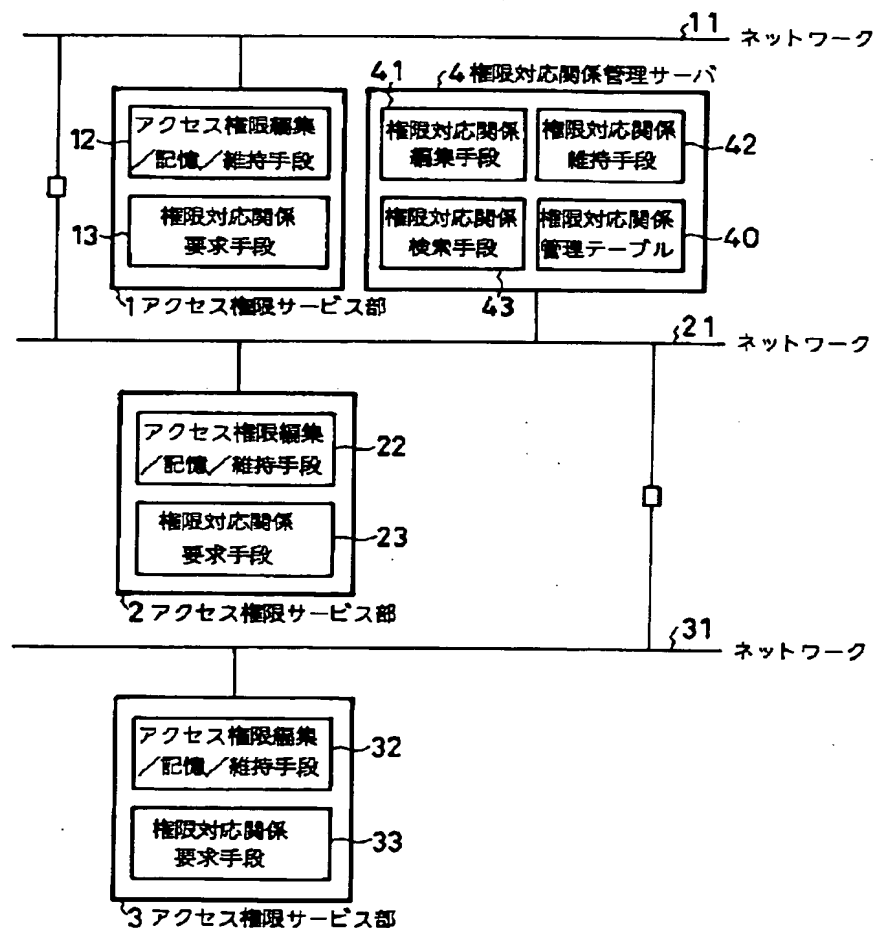 11 ネットワーク
41
4 権限対応関係管理サーバ
12
アクセス権限編集
/記憶/維持手段
13
権限対応関係
要求手段
1 アクセス権限サービス部
権限対応関係
編集手段
権限対応関係
維持手段
42
権限対応関係
検索手段
43
権限対応関係
管理テーブル
40
21 ネットワーク
アクセス権限編集
/記憶/維持手段
22
権限対応関係
要求手段
23
2 アクセス権限サービス部
31 ネットワーク
アクセス権限編集
/記憶/維持手段
32
権限対応関係
要求手段
33
3 アクセス権限サービス部